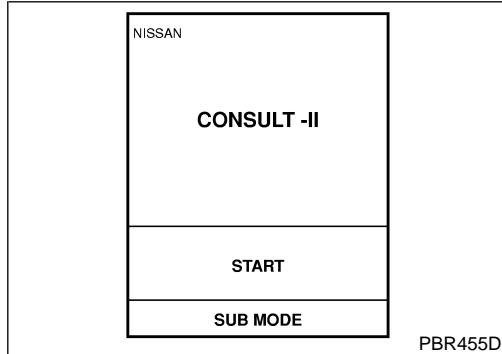 NISSAN
CONSULT -II
START
SUB MODE
PBR455D